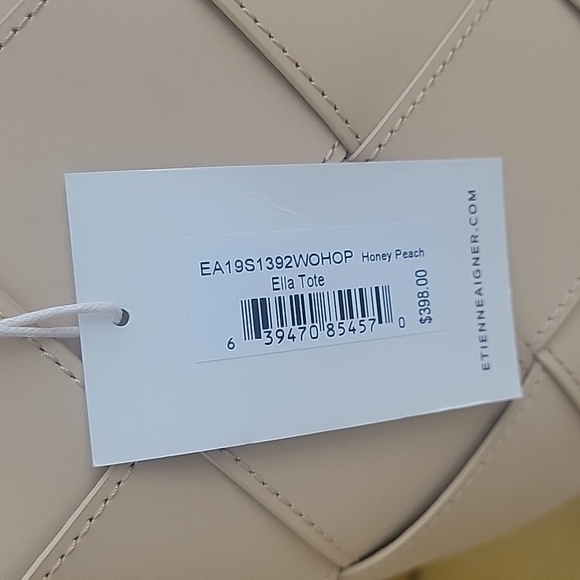 EA19S1392WOHOP Honey Peach
Ella Tote
6 39470 85457 0
$398.00
ETIENNEAIGNER.COM